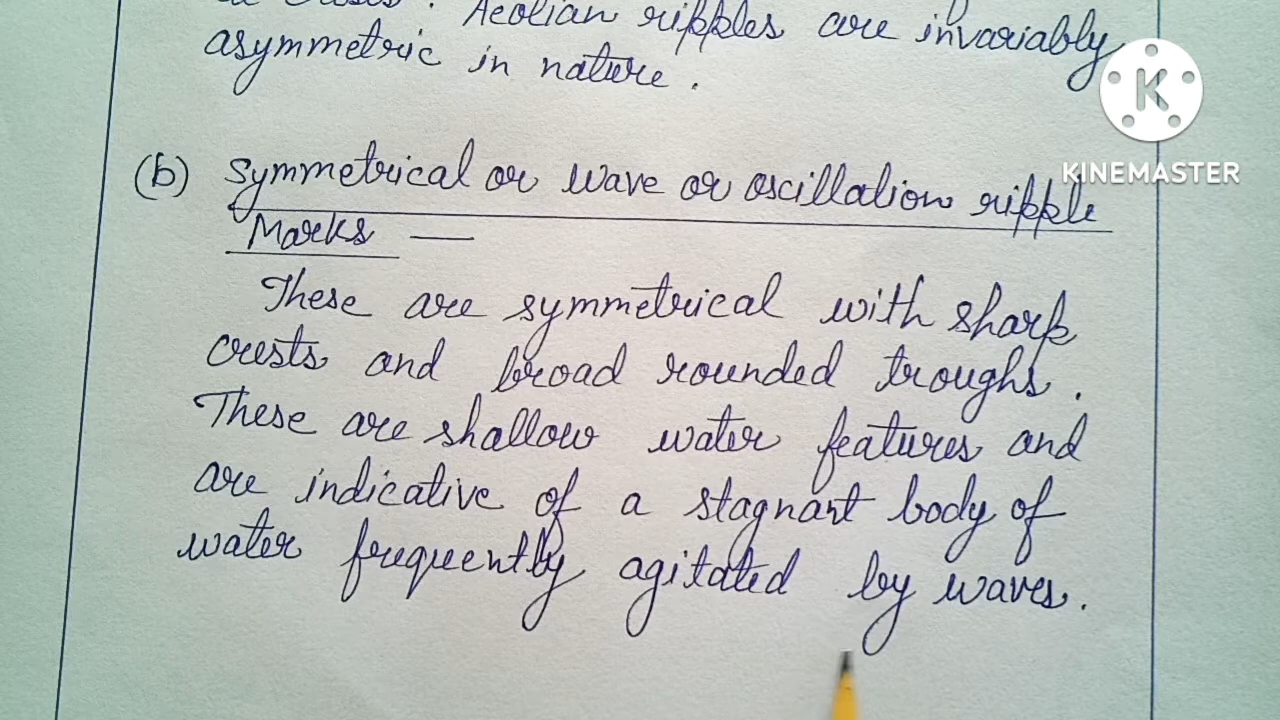 Aeolian ripples are invariably
asymmetric in nature.
(b) Symmetrical or wave or oscillation ripple
Marks —
These are symmetrical with sharp
crests and broad rounded troughs.
These are shallow water features and
are indicative of a stagnant body of
water frequently agitated by waves.
K
KINEMASTER